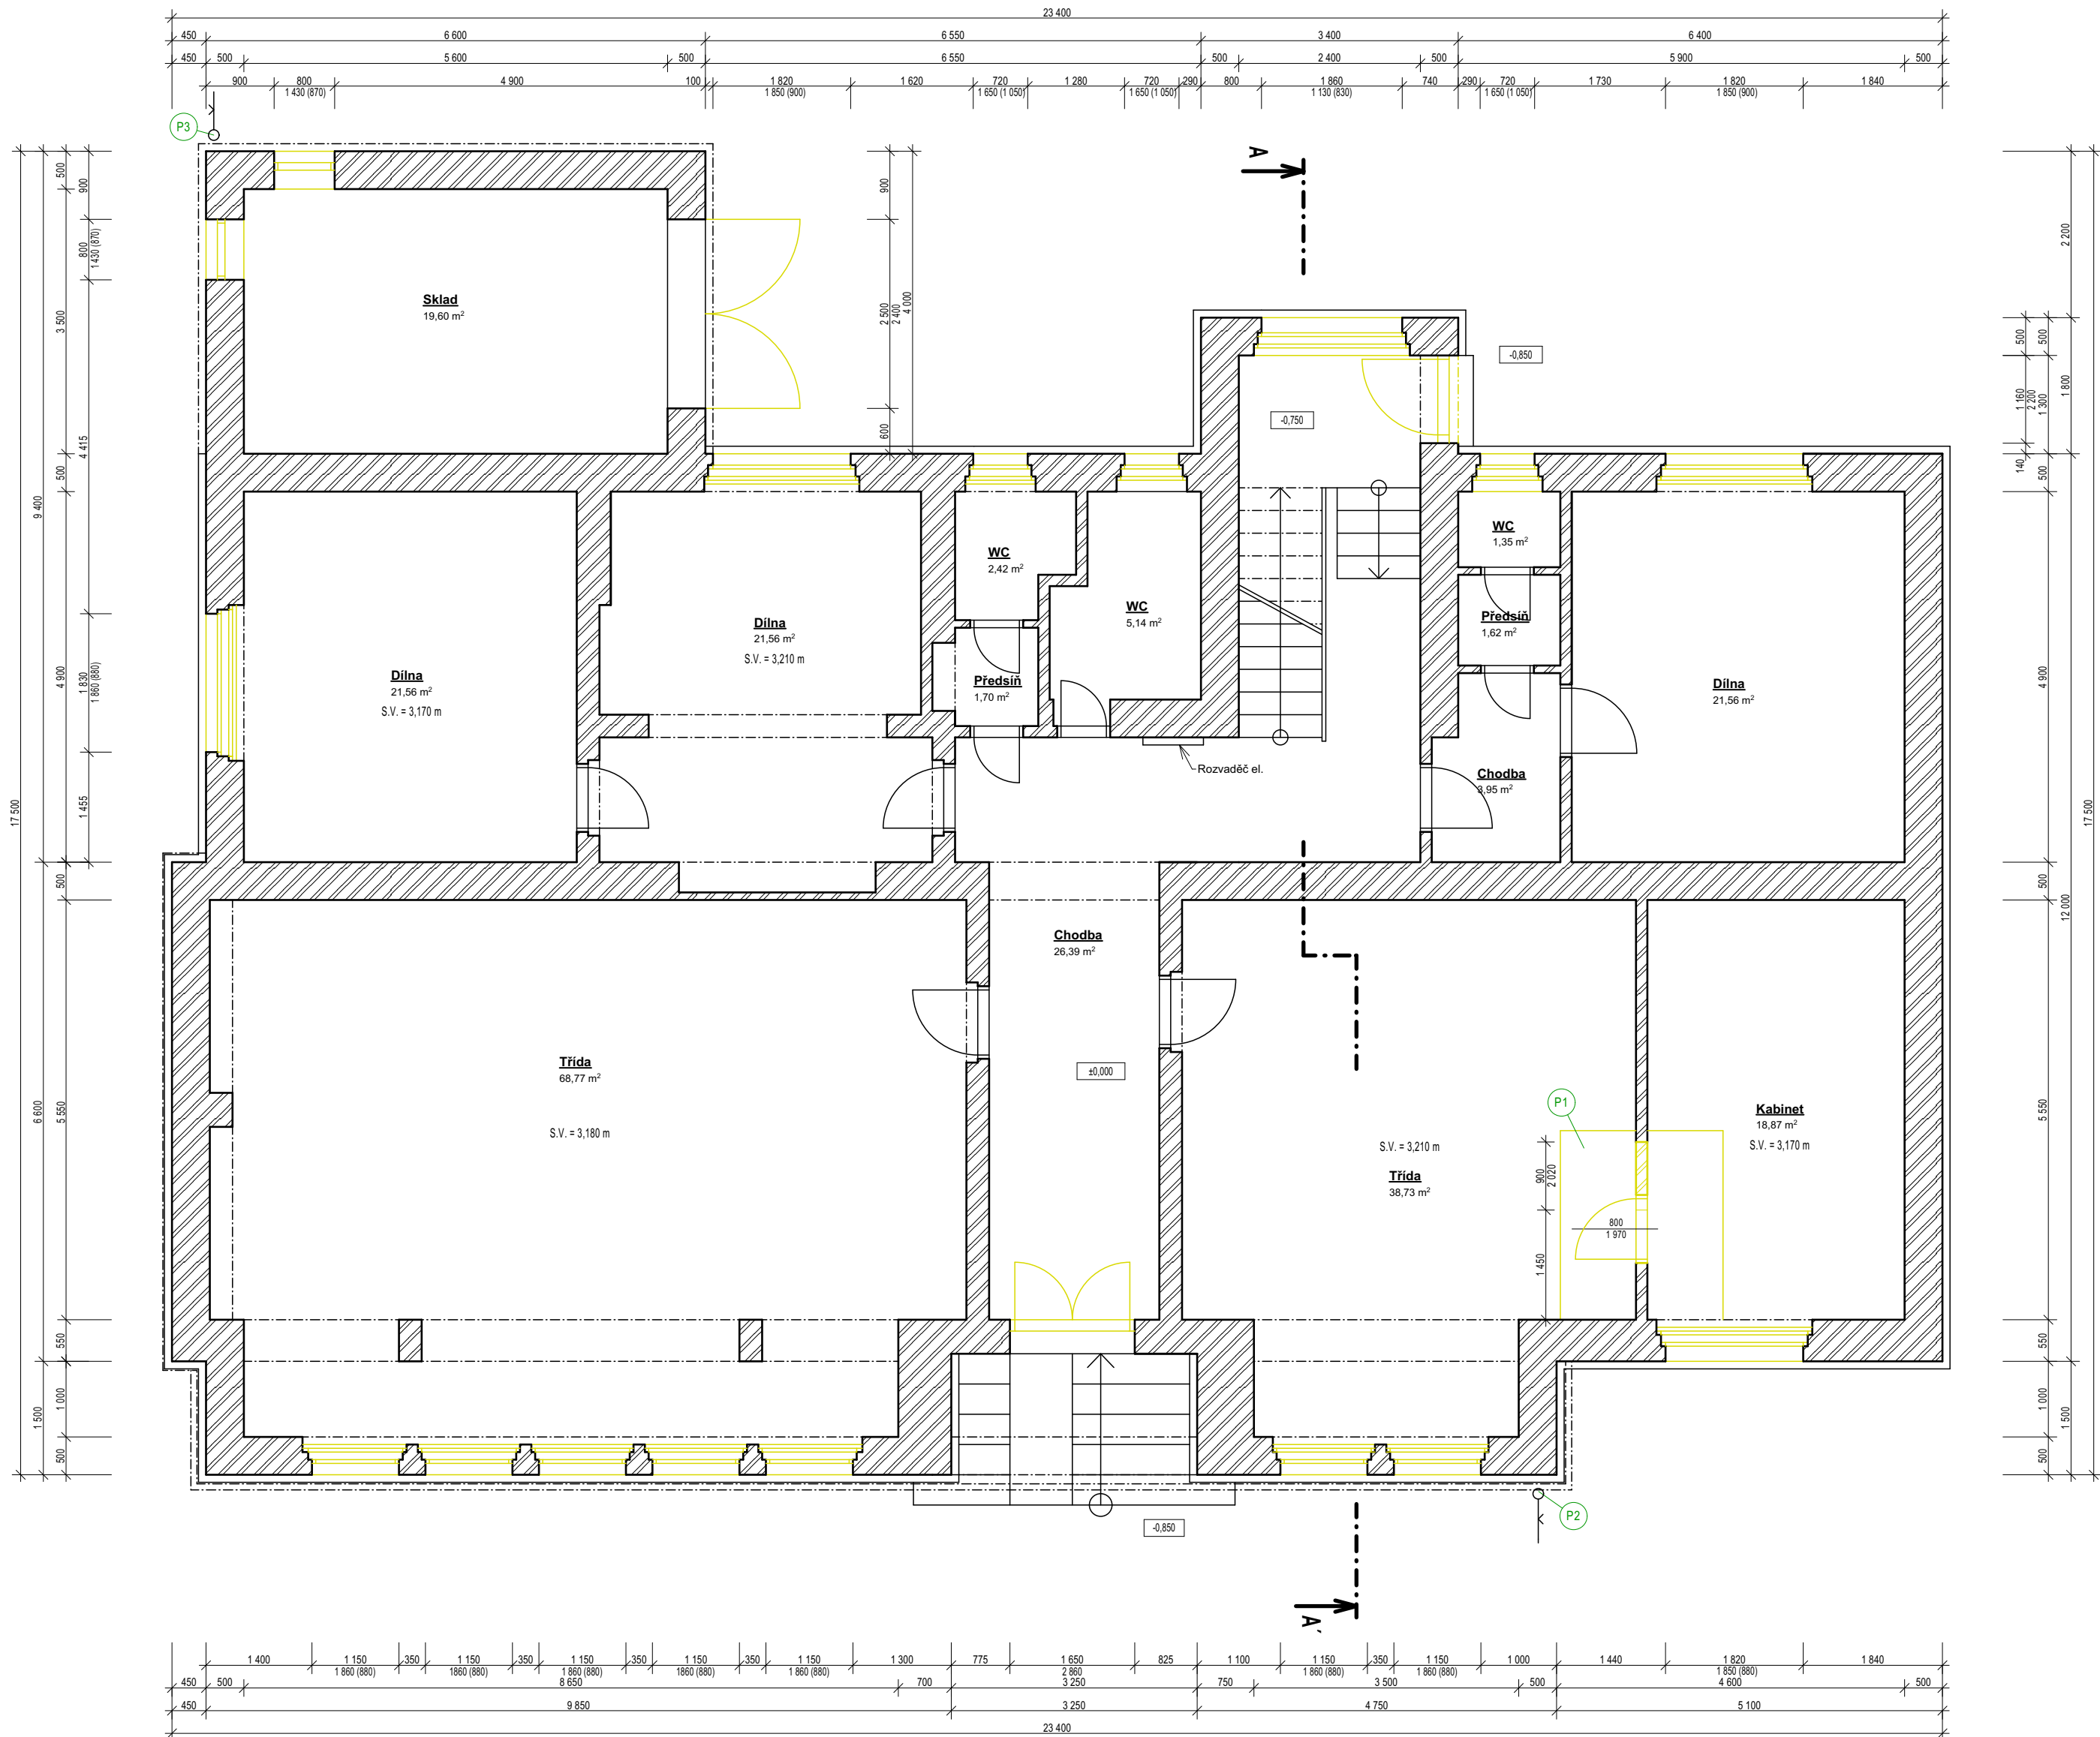 23 400
450 6 600 6 550 3 400 6 400
450 500 5 600 500 6 550 500 2 400 500 5 900 500
900 800 4 900 100 1 820 1 620 720 1 280 720 290 800 1 860 740 290 720 1 730 1 820 1 840
1 430 (870) 1 850 (900) 1 650 (1 050) 1 650 (1 050) 1 130 (830) 1 650 (1 050) 1 850 (900)
P3
A
17 500
9 400
6 600
1 500
500
3 500
500
4 900
500
5 550
550
1 000
500
900
800
1 430 (870)
4 415
1 830
1 860 (880)
1 455
900
2 500
2 400
600
4 000
Sklad
19,60 m²
-0,850
-0,750
WC
2,42 m²
WC
5,14 m²
WC
1,35 m²
Předsíň
1,62 m²
Dílna
21,56 m²
S.V. = 3,210 m
Dílna
21,56 m²
S.V. = 3,170 m
Předsíň
1,70 m²
Dílna
21,56 m²
Rozvaděč el.
Chodba
3,95 m²
Chodba
26,39 m²
Třída
68,77 m²
S.V. = 3,180 m
±0,000
P1
S.V. = 3,210 m
Třída
38,73 m²
Kabinet
18,87 m²
S.V. = 3,170 m
900
2 020
1 450
800
1 970
P2
-0,850
A'
500
1 160
2 200
140
500
1 300
500
4 900
500
5 550
550
1 000
500
2 200
1 800
12 000
1 500
17 500
1 400 1 150 350 1 150 350 1 150 350 1 150 350 1 150 1 300 775 1 650 825 1 100 1 150 350 1 150 1 000 1 440 1 820 1 840
1 860 (880) 1860 (880) 1 860 (880) 1860 (880) 1 860 (880) 2 860 1 860 (880) 1 860 (880) 1 850 (880)
450 500 8 650 700 3 250 750 3 500 500 4 600 500
450 9 850 3 250 4 750 5 100
23 400